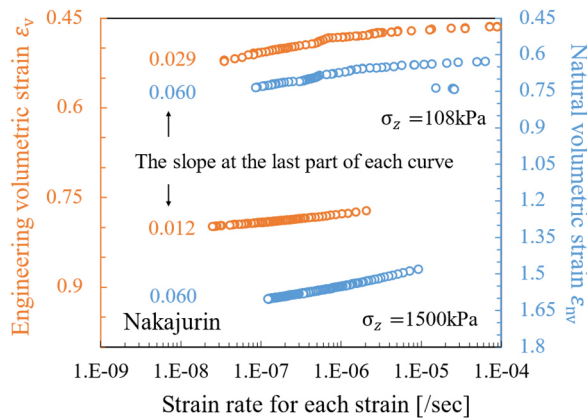 Engineering volumetric strain εv
0.45
0.6
0.75
0.9
0.029
0.060
σz = 108kPa
The slope at the last part of each curve
0.012
0.060
σz = 1500kPa
Nakajurin
0.45
0.6
0.75
0.9
1.05
1.2
1.35
1.5
1.65
1.8
Natural volumetric strain εnv
1.E-09 1.E-08 1.E-07 1.E-06 1.E-05 1.E-04
Strain rate for each strain [/sec]